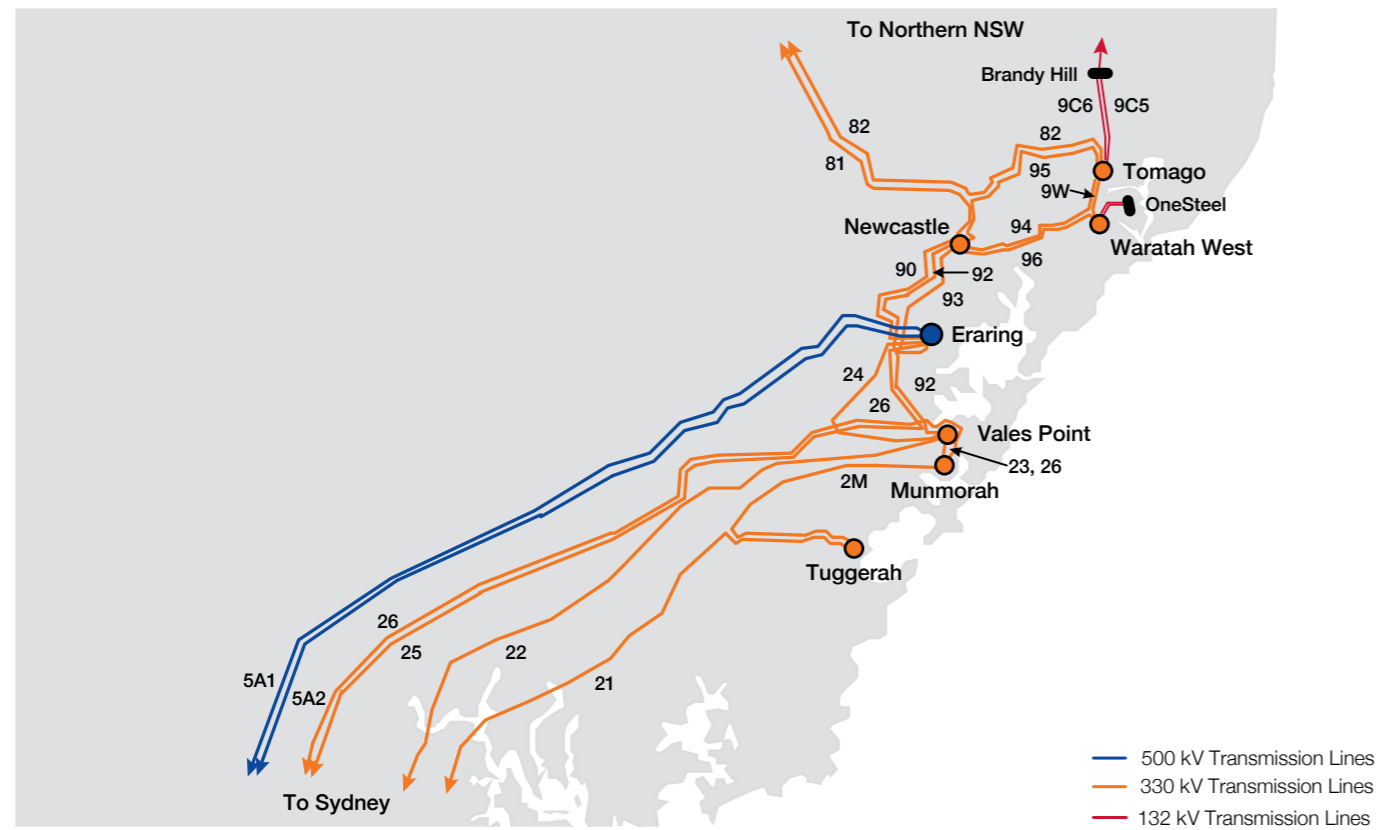 To Northern NSW
Brandy Hill
9C6
9C5
82
81
82
95
9W
Tomago
OneSteel
Newcastle
94
96
Waratah West
90
92
93
Eraring
24
92
26
Vales Point
23, 26
2M
Munmorah
Tuggerah
26
25
22
21
5A1
5A2
To Sydney
500 kV Transmission Lines
330 kV Transmission Lines
132 kV Transmission Lines